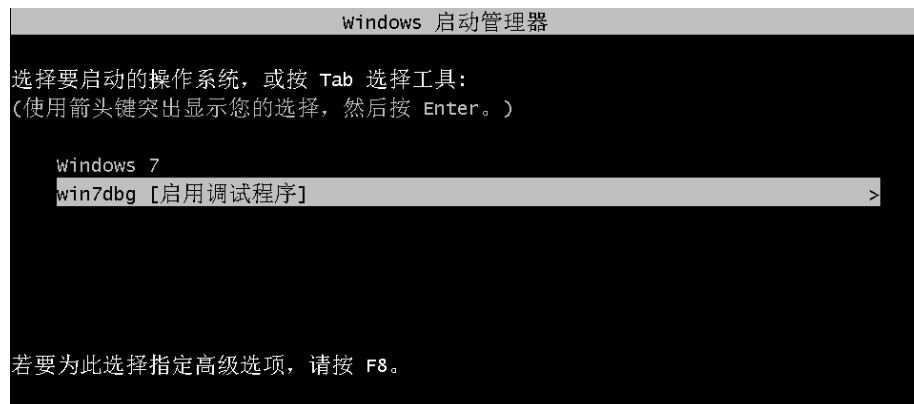 Windows 启动管理器
选择要启动的操作系统，或按 Tab 选择工具:
(使用箭头键突出显示您的选择，然后按 Enter。)
Windows 7
win7dbg [启用调试程序] >
若要为此选择指定高级选项，请按 F8。